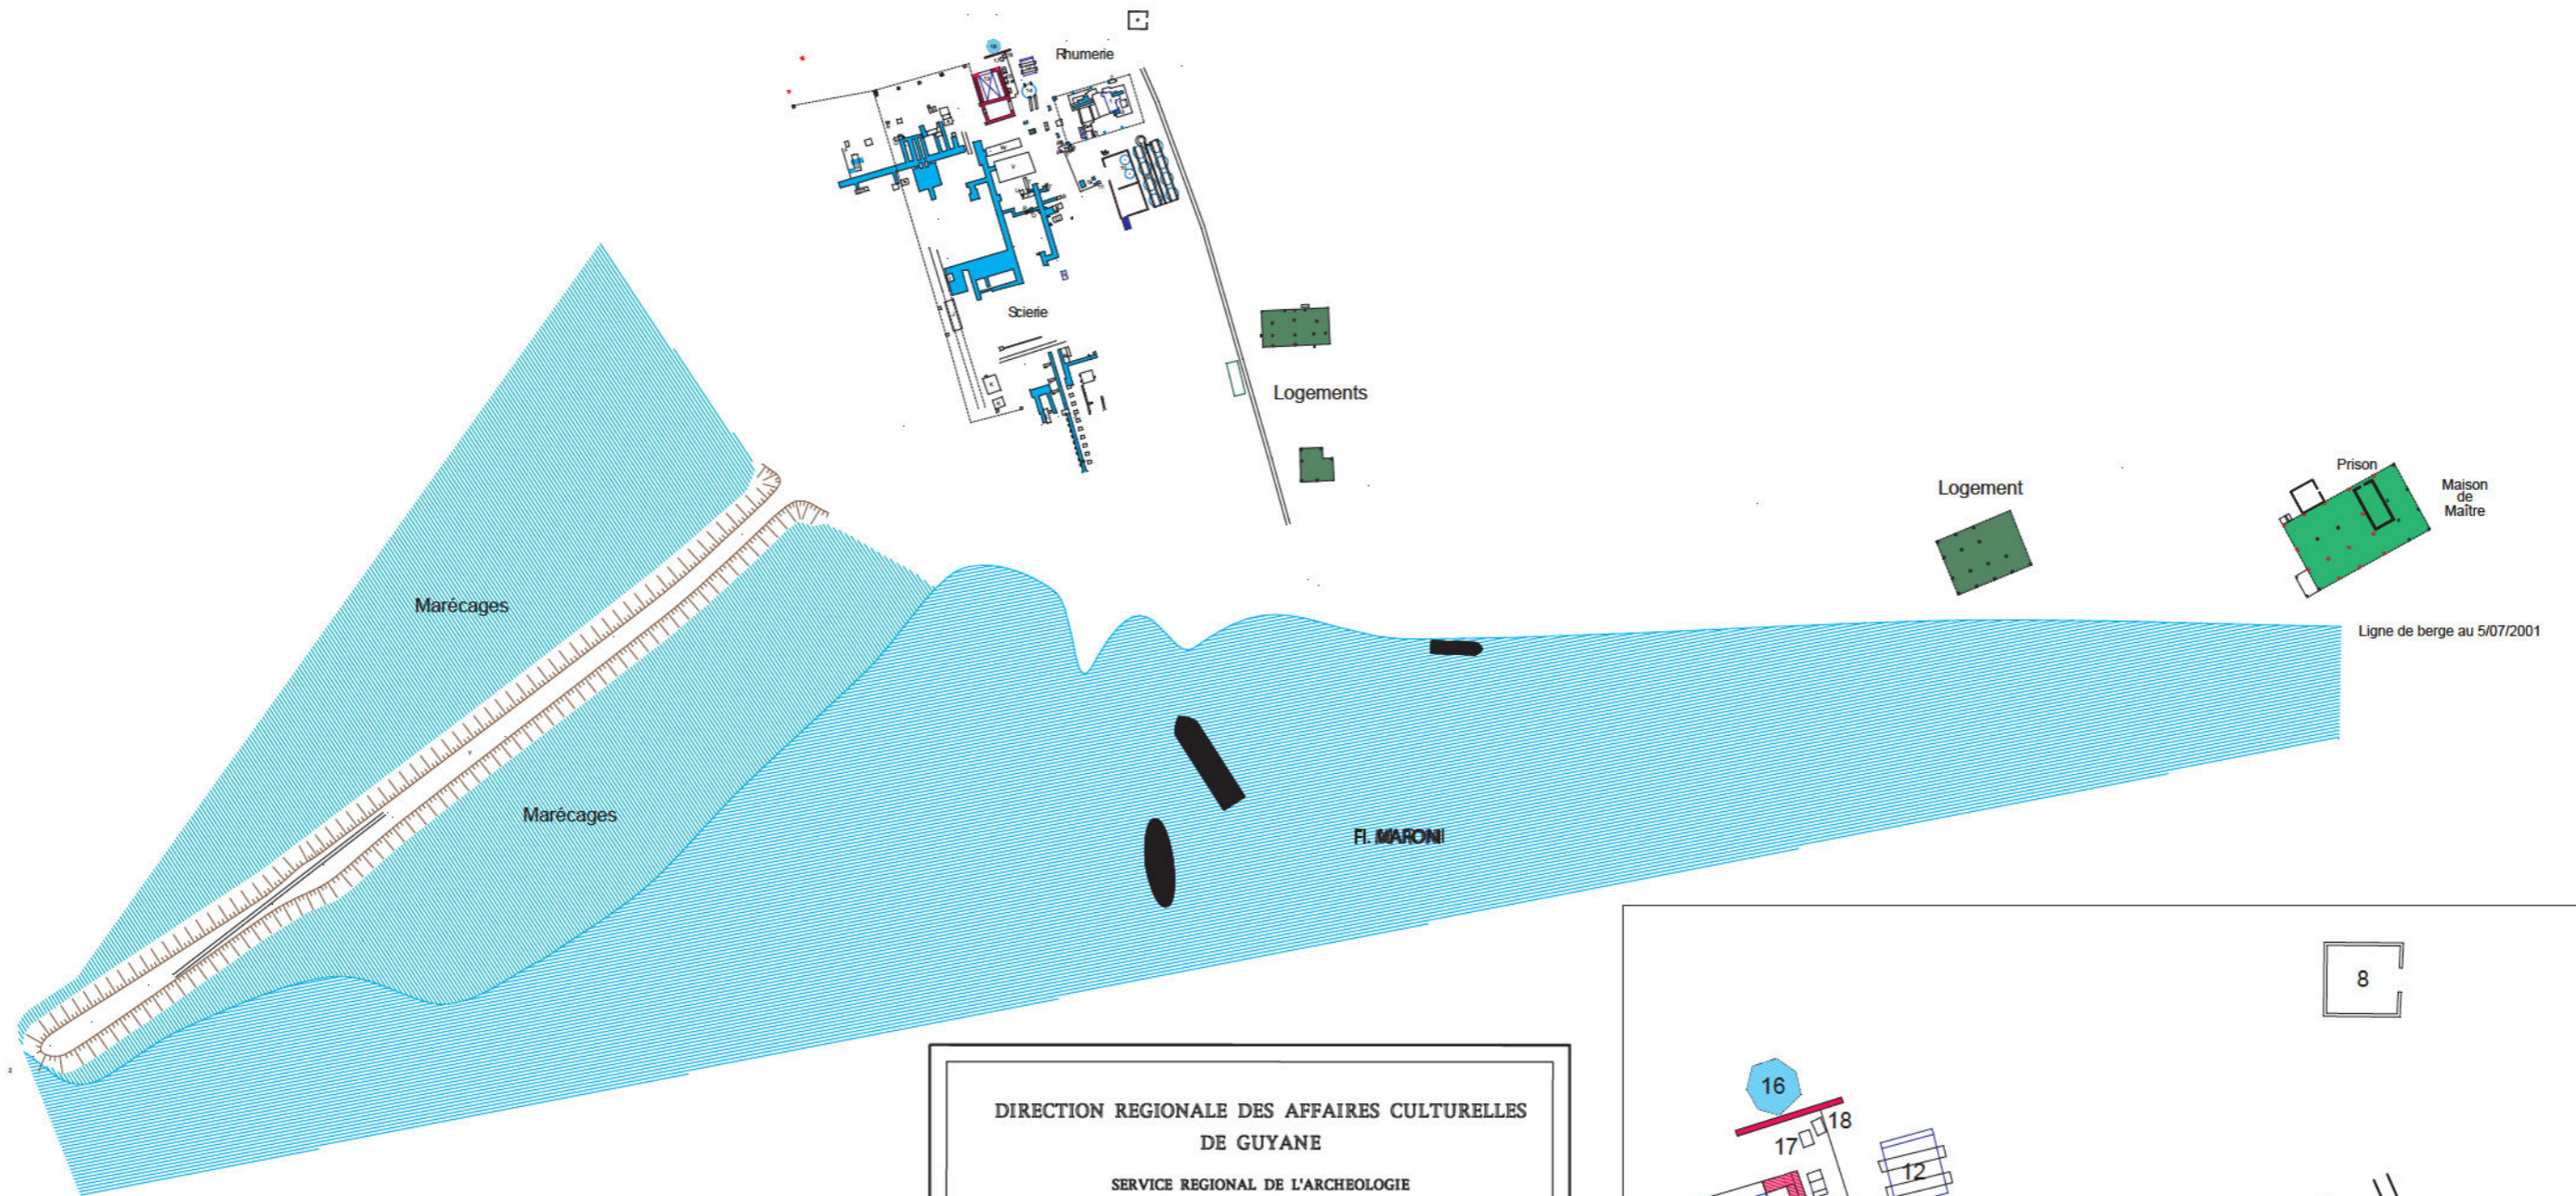 Rhumerie
Scierie
Logements
Logement
Prison
Maison
de
Maître
Ligne de berge au 5/07/2001
Marécages
Marécages
Fl. MARONI
DIRECTION REGIONALE DES AFFAIRES CULTURELLES
DE GUYANE
SERVICE REGIONAL DE L'ARCHEOLOGIE
8
16
18
17
12